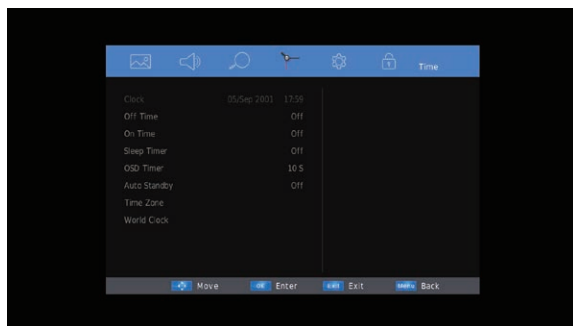 Time
Clock 05/Sep 2001 17:59
Off Time Off
On Time Off
Sleep Timer Off
OSD Timer 10 S
Auto Standby Off
Time Zone
World Clock
Move OK Enter EXIT Exit Menu Back